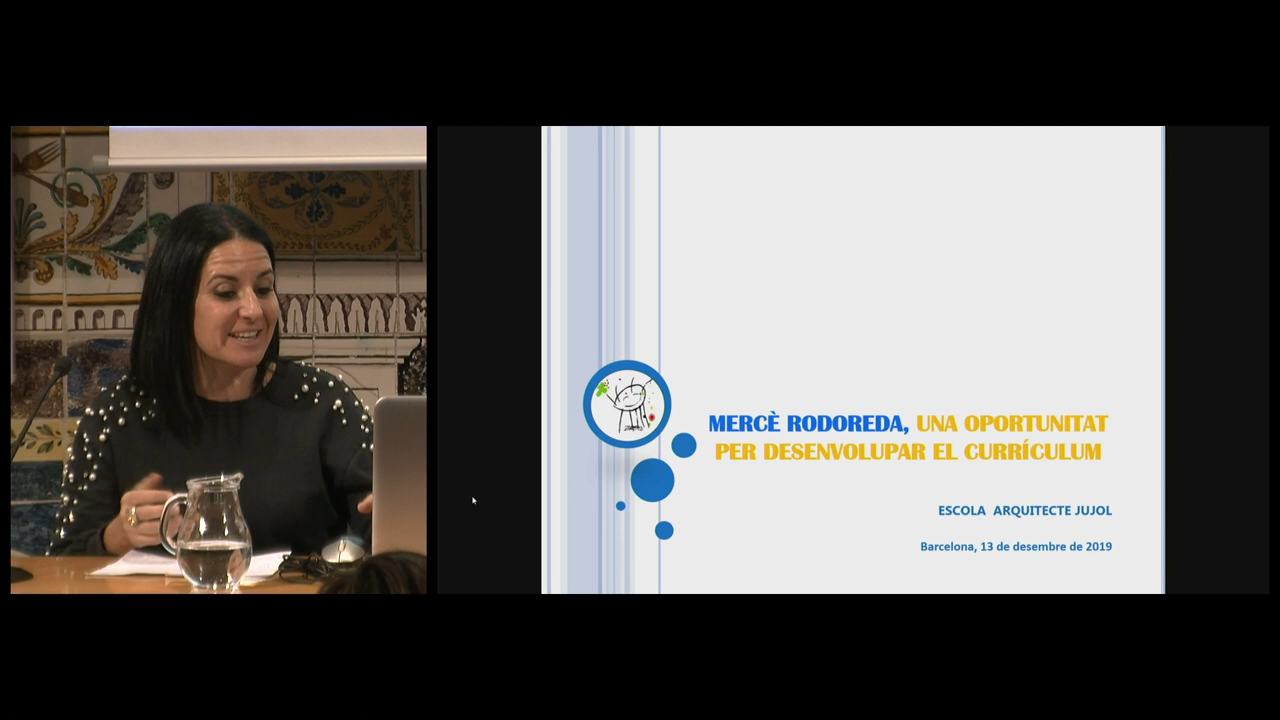 MERCÈ RODOREDA, UNA OPORTUNITAT
PER DESENVOLUPAR EL CURRÍCULUM
ESCOLA ARQUITECTE JUJOL
Barcelona, 13 de desembre de 2019